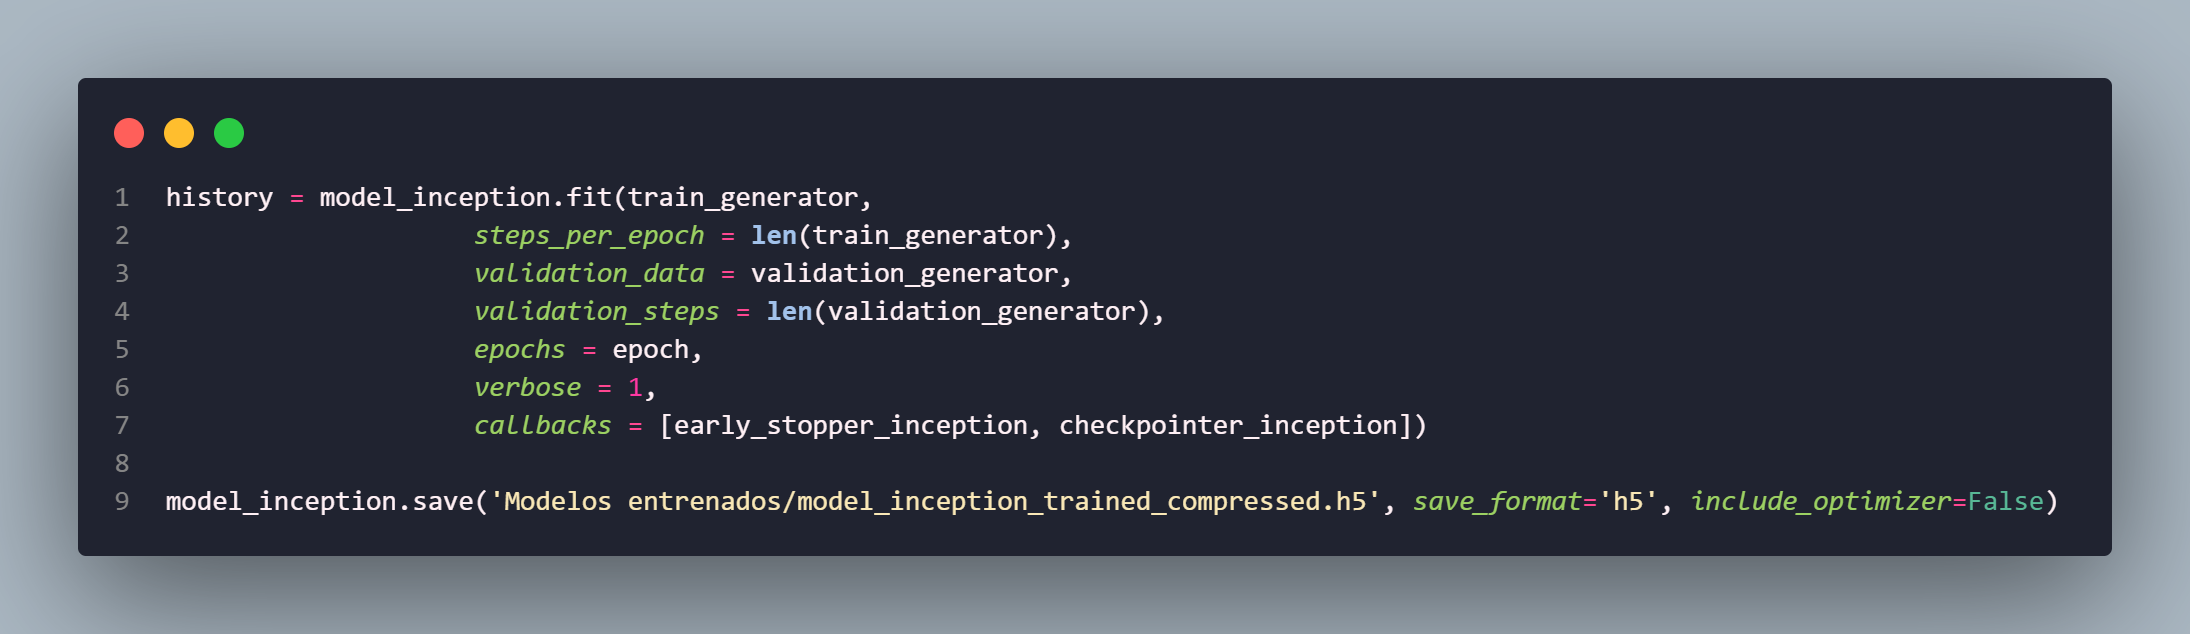 1 history = model_inception.fit(train_generator,
2 steps_per_epoch = len(train_generator),
3 validation_data = validation_generator,
4 validation_steps = len(validation_generator),
5 epochs = epoch,
6 verbose = 1,
7 callbacks = [early_stopper_inception, checkpointer_inception])
8
9 model_inception.save('Modelos entrenados/model_inception_trained_compressed.h5', save_format='h5', include_optimizer=False)